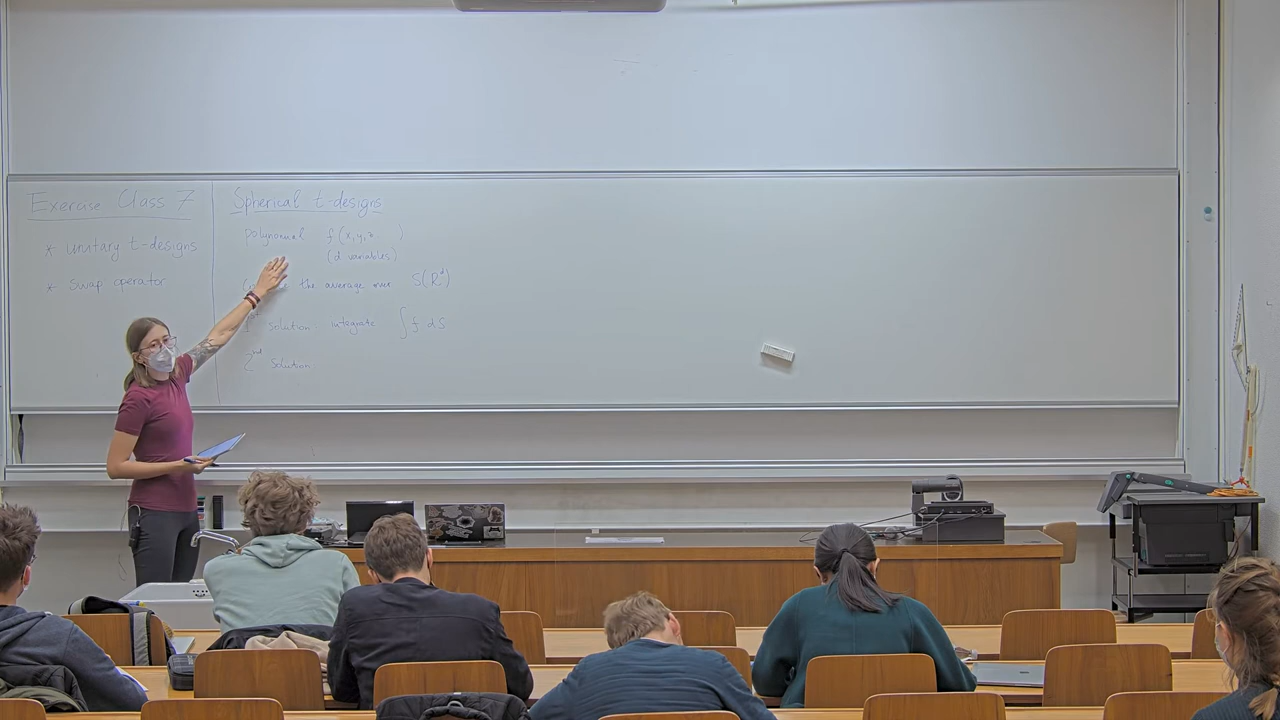 Exercise Class 7
* unitary t-designs
* swap operator
Spherical t-designs
polynomial f(x,y,z )
(d variables)
the average over S(R^d)
solution: integrate ∫f dS
2nd solution